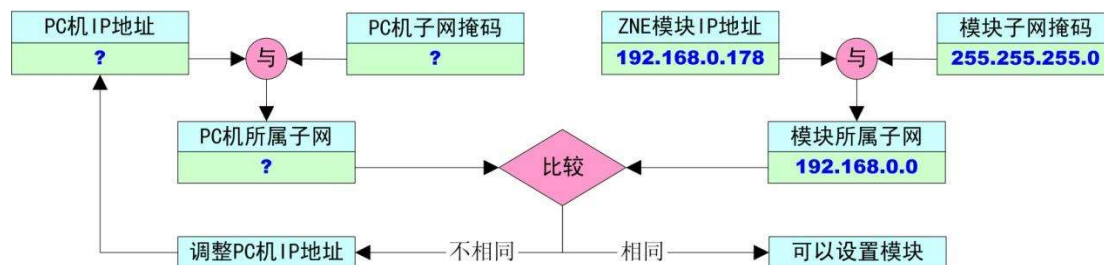 PC机IP地址
?
PC机子网掩码
?
ZNE模块IP地址
192.168.0.178
模块子网掩码
255.255.255.0
与
与
PC机所属子网
?
比较
模块所属子网
192.168.0.0
调整PC机IP地址
不相同
相同
可以设置模块